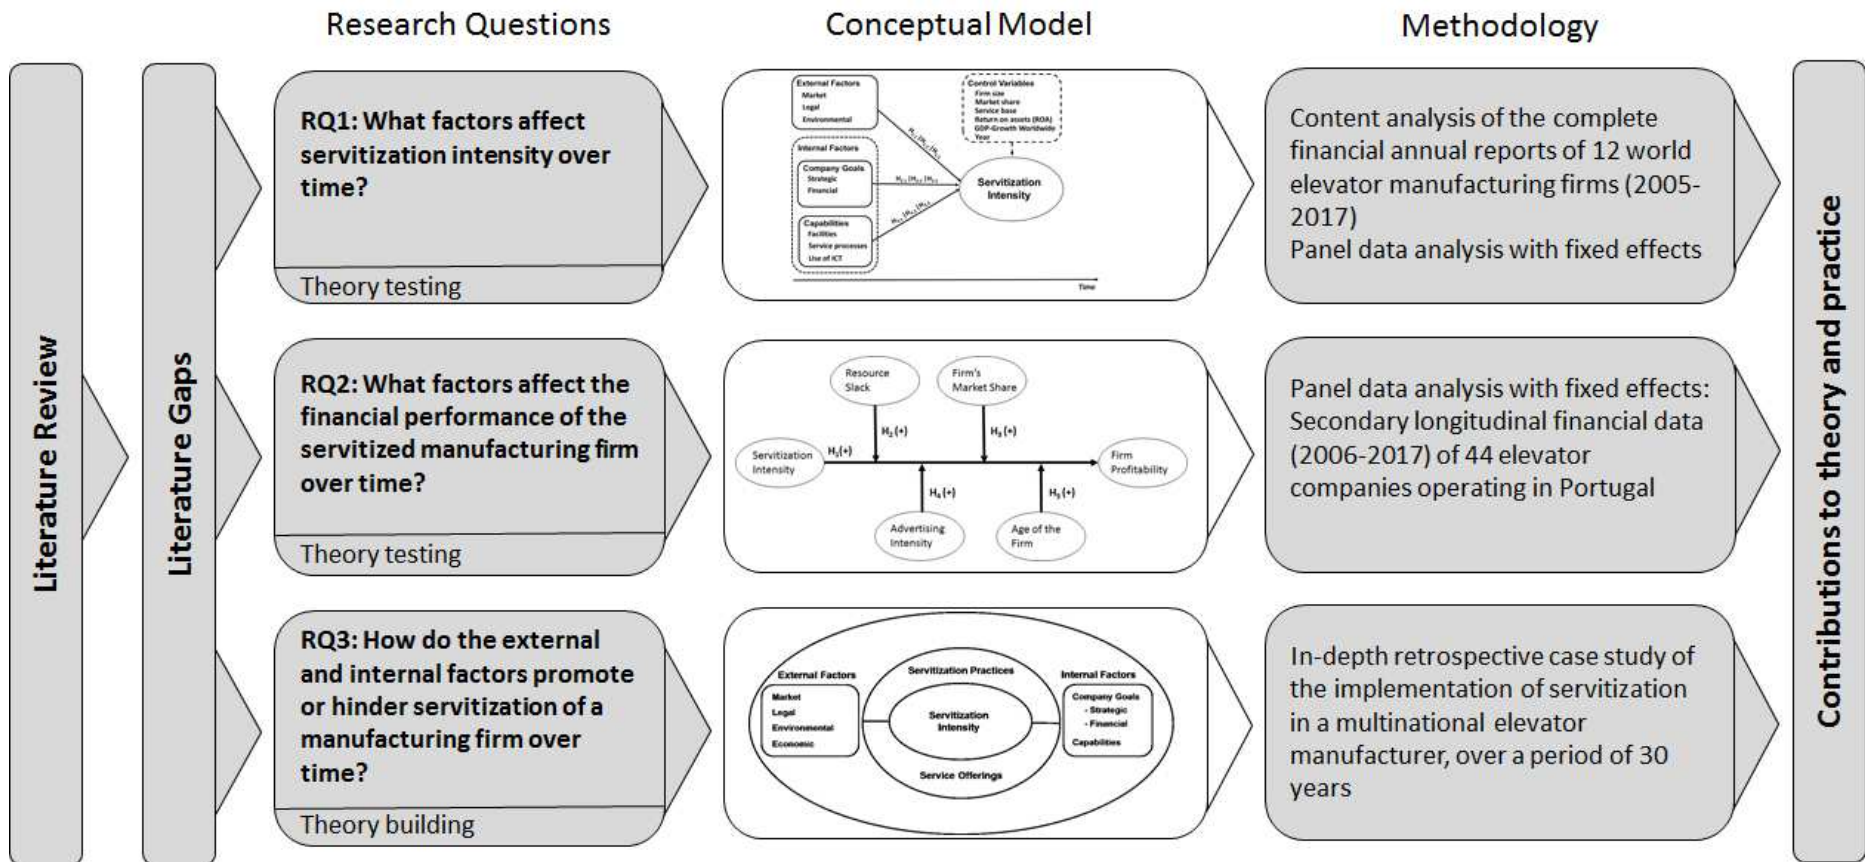 Research Questions
Conceptual Model
Methodology
Literature Review
Literature Gaps
RQ1: What factors affect
servitization intensity over
time?
Theory testing
External Factors
Market
Legal
Environmental
Internal Factors
Company Goals
Strategic
Financial
Capabilities
Facilities
Service processes
Use of ICT
Control Variables
Firm size
Market share
Service base
Return on assets (ROA)
GDP-Growth Worldwide
Year
Servitization
Intensity
Time
Content analysis of the complete
financial annual reports of 12 world
elevator manufacturing firms (2005-
2017)
Panel data analysis with fixed effects
RQ2: What factors affect the
financial performance of the
servitized manufacturing firm
over time?
Theory testing
Resource
Slack
Firm's
Market Share
H₂ (+)
H₃ (+)
Servitization
Intensity
H₁(+)
Firm
Profitability
H₄ (+)
H₅ (+)
Advertising
Intensity
Age of the
Firm
Panel data analysis with fixed effects:
Secondary longitudinal financial data
(2006-2017) of 44 elevator
companies operating in Portugal
RQ3: How do the external
and internal factors promote
or hinder servitization of a
manufacturing firm over
time?
Theory building
External Factors
Market
Legal
Environmental
Economic
Servitization Practices
Servitization
Intensity
Service Offerings
Internal Factors
Company Goals
- Strategic
- Financial
Capabilities
In-depth retrospective case study of
the implementation of servitization
in a multinational elevator
manufacturer, over a period of 30
years
Contributions to theory and practice